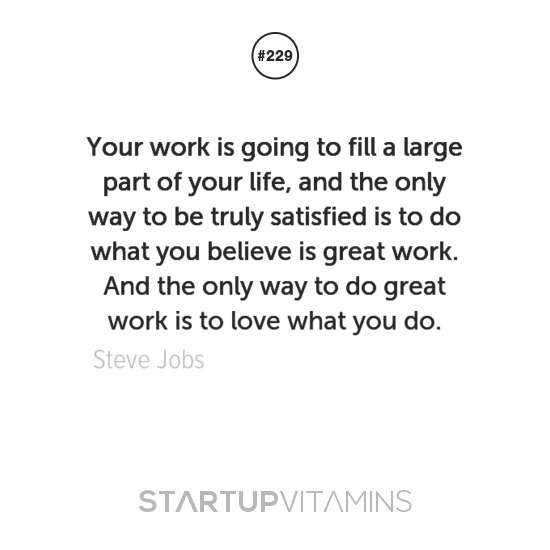 #229
Your work is going to fill a large
part of your life, and the only
way to be truly satisfied is to do
what you believe is great work.
And the only way to do great
work is to love what you do.
Steve Jobs
STARTUPVITAMINS